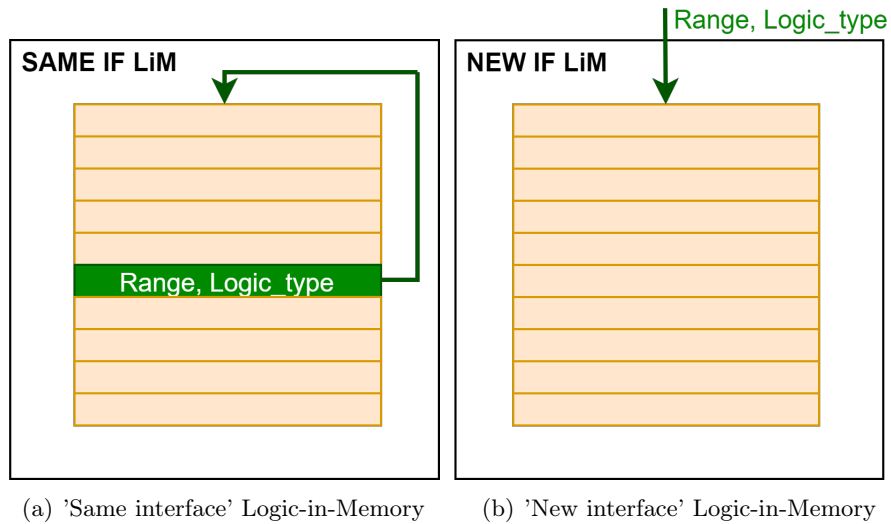 Range, Logic_type
SAME IF LiM
NEW IF LiM
Range, Logic_type
(a) 'Same interface' Logic-in-Memory
(b) 'New interface' Logic-in-Memory